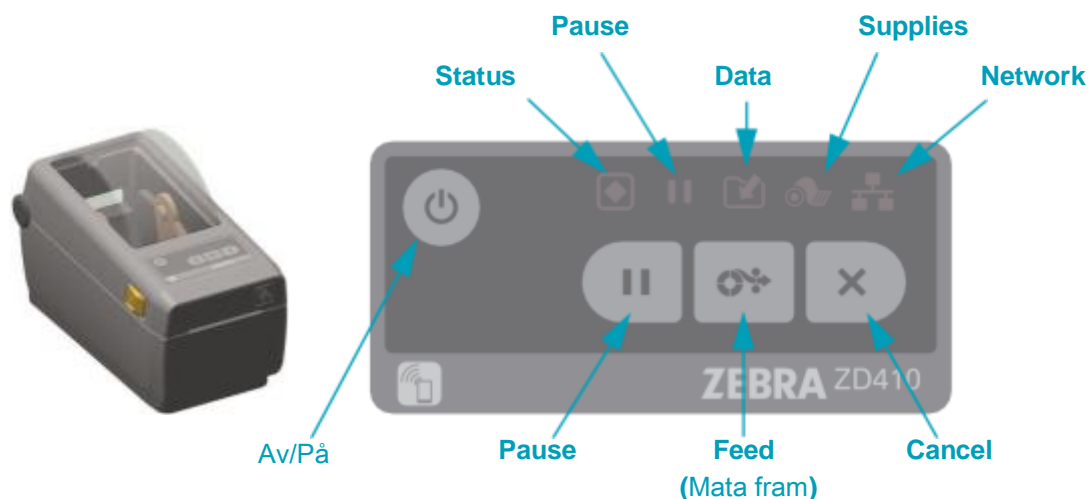 Pause
Supplies
Status
Data
Network
ZEBRA ZD410
Av/På
Pause
Feed
Cancel
(Mata fram)